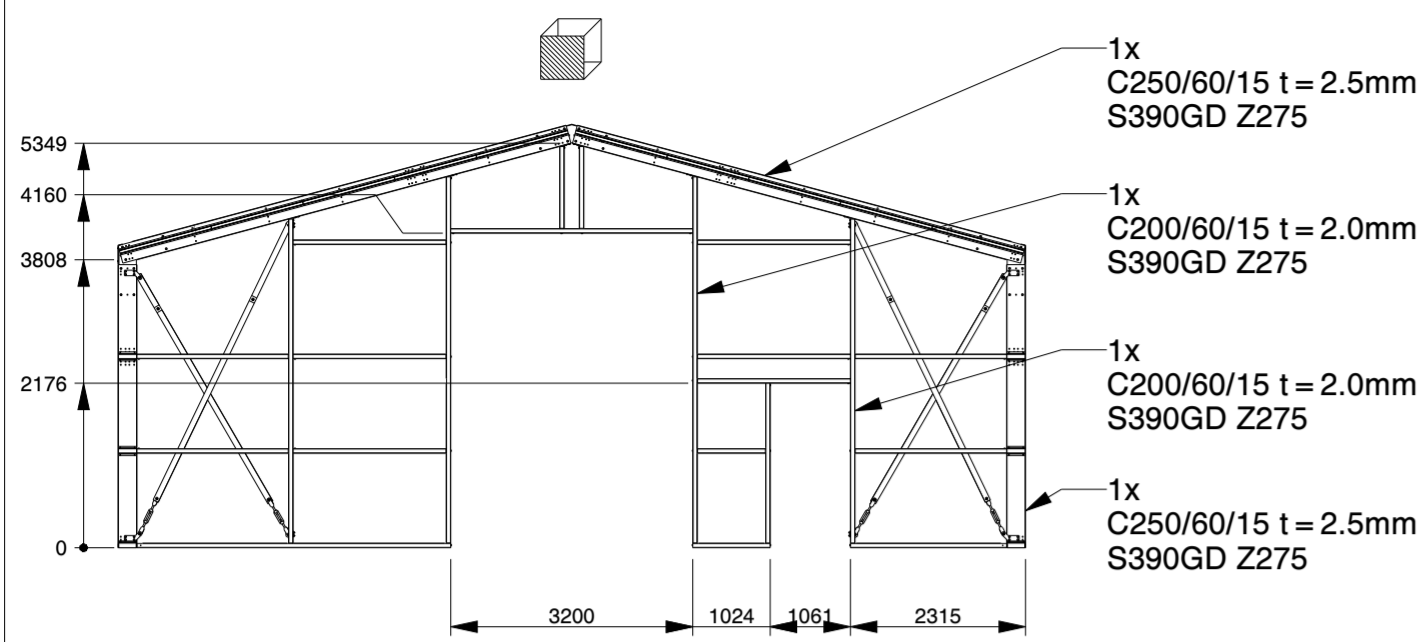 1x
C250/60/15 t = 2.5mm
S390GD Z275
5349
4160
3808
2176
0
1x
C200/60/15 t = 2.0mm
S390GD Z275
1x
C200/60/15 t = 2.0mm
S390GD Z275
1x
C250/60/15 t = 2.5mm
S390GD Z275
3200
1024
1061
2315